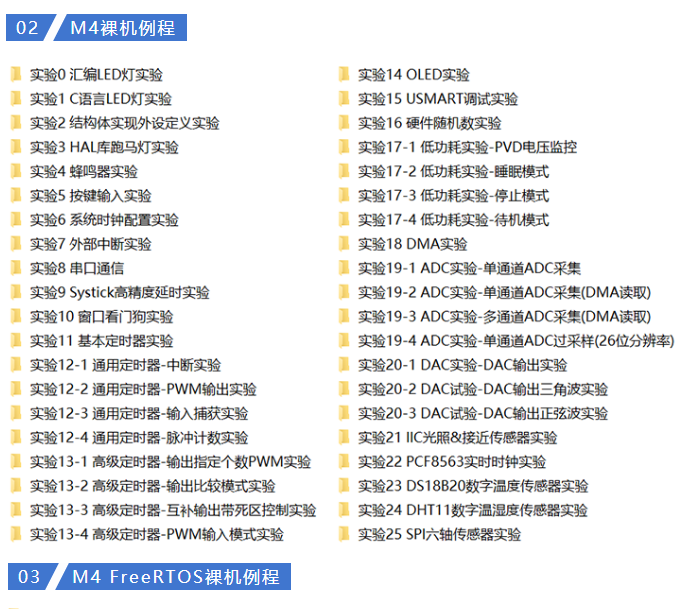 02 M4裸机例程
实验0 汇编LED灯实验
实验1 C语言LED灯实验
实验2 结构体实现外设定义实验
实验3 HAL库跑马灯实验
实验4 蜂鸣器实验
实验5 按键输入实验
实验6 系统时钟配置实验
实验7 外部中断实验
实验8 串口通信
实验9 Systick高精度延时实验
实验10 窗口看门狗实验
实验11 基本定时器实验
实验12-1 通用定时器-中断实验
实验12-2 通用定时器-PWM输出实验
实验12-3 通用定时器-输入捕获实验
实验12-4 通用定时器-脉冲计数实验
实验13-1 高级定时器-输出指定个数PWM实验
实验13-2 高级定时器-输出比较模式实验
实验13-3 高级定时器-互补输出带死区控制实验
实验13-4 高级定时器-PWM输入模式实验
实验14 OLED实验
实验15 USMART调试实验
实验16 硬件随机数实验
实验17-1 低功耗实验-PVD电压监控
实验17-2 低功耗实验-睡眠模式
实验17-3 低功耗实验-停止模式
实验17-4 低功耗实验-待机模式
实验18 DMA实验
实验19-1 ADC实验-单通道ADC采集
实验19-2 ADC实验-单通道ADC采集(DMA读取)
实验19-3 ADC实验-多通道ADC采集(DMA读取)
实验19-4 ADC实验-单通道ADC过采样(26位分辨率)
实验20-1 DAC实验-DAC输出实验
实验20-2 DAC试验-DAC输出三角波实验
实验20-3 DAC试验-DAC输出正弦波实验
实验21 IIC光照&接近传感器实验
实验22 PCF8563实时时钟实验
实验23 DS18B20数字温度传感器实验
实验24 DHT11数字温湿度传感器实验
实验25 SPI六轴传感器实验
03 M4 FreeRTOS裸机例程